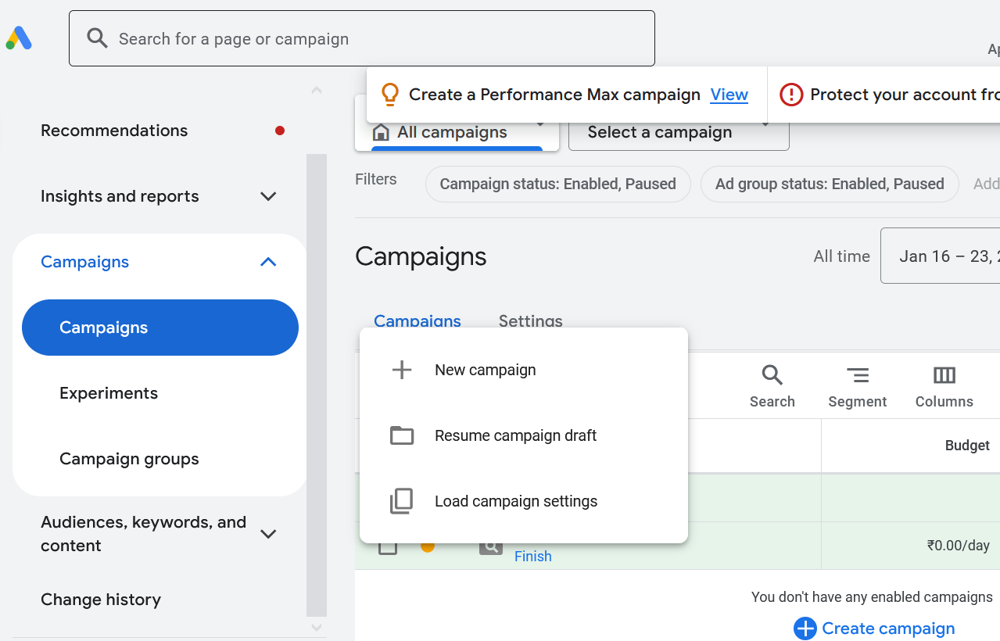 Search for a page or campaign
Create a Performance Max campaign View
Protect your account
Recommendations
All campaigns
Select a campaign
Filters
Campaign status: Enabled, Paused
Ad group status: Enabled, Paused
Add
Insights and reports
Campaigns
Campaigns
All time
Jan 16 – 23,
Campaigns
Campaigns
Settings
New campaign
Search
Segment
Columns
Experiments
Resume campaign draft
Budget
Campaign groups
Load campaign settings
Audiences, keywords, and
content
Finish
₹0.00/day
Change history
You don't have any enabled campaigns
Create campaign